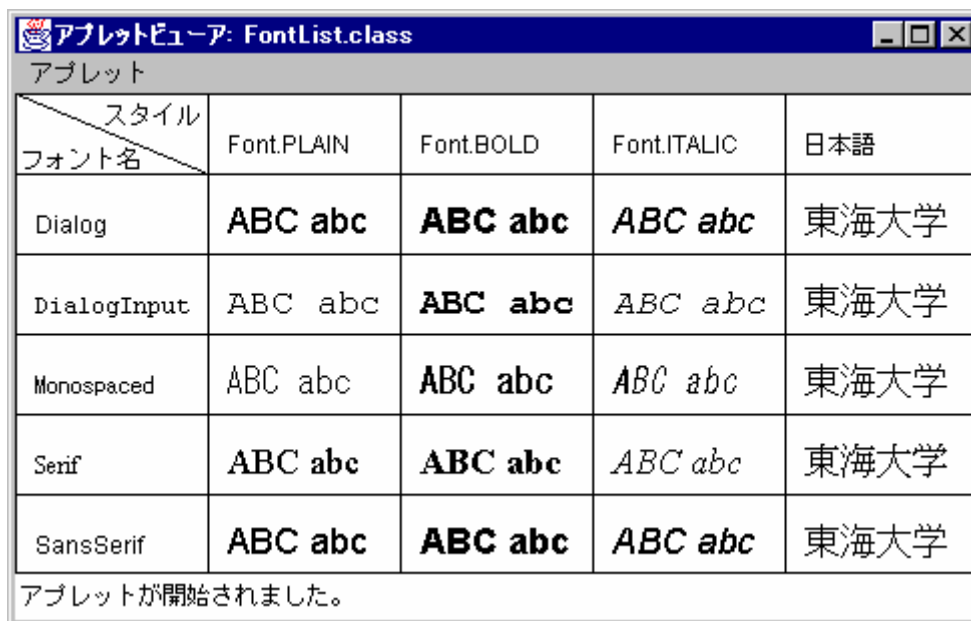 アプレットビューア: FontList.class
アプレット
スタイル
フォント名 Font.PLAIN Font.BOLD Font.ITALIC 日本語
Dialog ABC abc ABC abc ABC abc 東海大学
DialogInput ABC abc ABC abc ABC abc 東海大学
Monospaced ABC abc ABC abc ABC abc 東海大学
Serif ABC abc ABC abc ABC abc 東海大学
SansSerif ABC abc ABC abc ABC abc 東海大学
アプレットが開始されました。